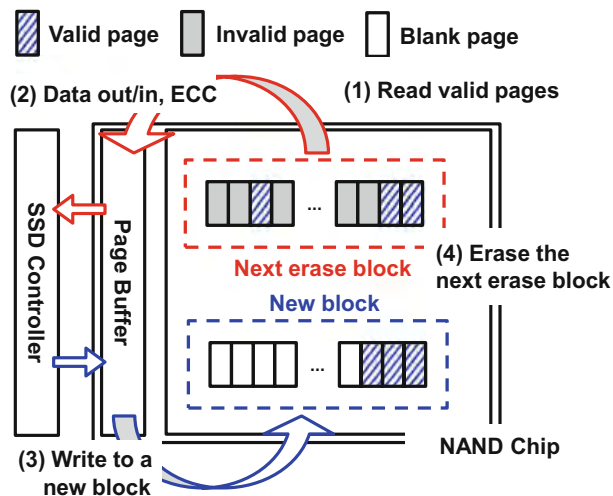 Valid page
Invalid page
Blank page
(2) Data out/in, ECC
(1) Read valid pages
SSD Controller
Page Buffer
...
Next erase block
(4) Erase the
next erase block
New block
...
NAND Chip
(3) Write to a
new block